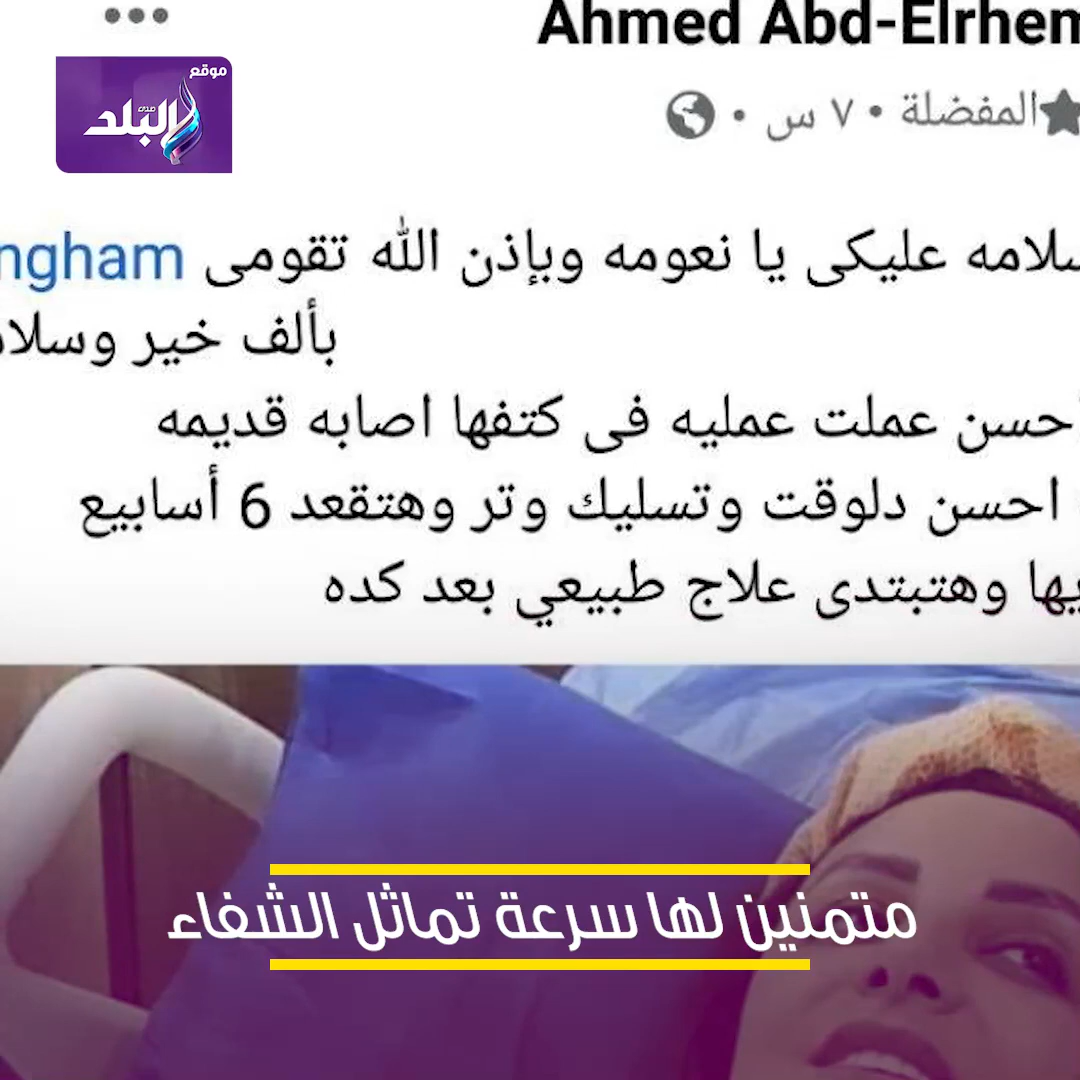 Ahmed Abd-Elrhem
المفضلة • ٧ س •
موقع
صدى البلد
سلامه عليكى يا نعومه وبإذن الله تقومى ngham
بألف خير وسلا
احسن عملت عمليه فى كتفها اصابه قديمه
احسن دلوقت وتسليك وتر وهتقعد 6 أسابيع
يها وهتبتدى علاج طبيعي بعد كده
متمنين لها سرعة تماثل الشفاء